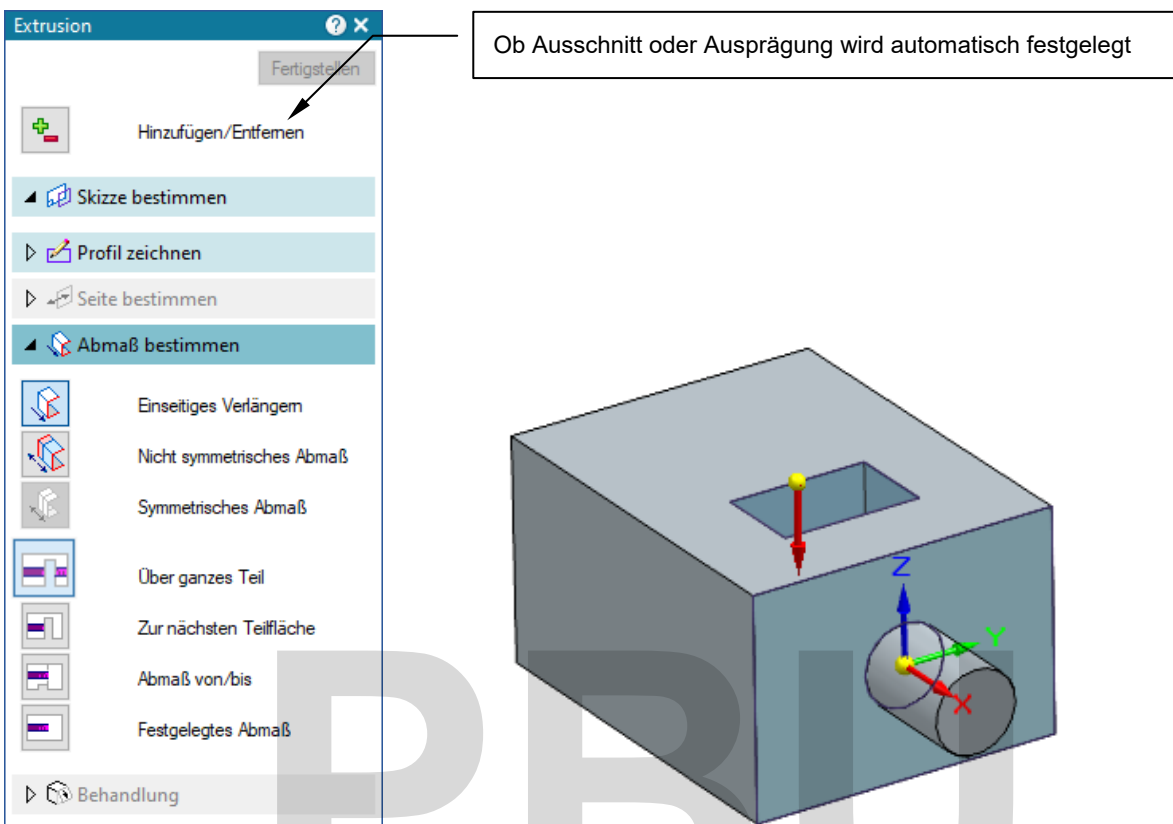 Extrusion
Ob Ausschnitt oder Ausprägung wird automatisch festgelegt
Fertigstellen
Hinzufügen/Entfernen
Skizze bestimmen
Profil zeichnen
Seite bestimmen
Abmaß bestimmen
Einseitiges Verlängern
Nicht symmetrisches Abmaß
Symmetrisches Abmaß
Über ganzes Teil
Zur nächsten Teilfläche
Abmaß von/bis
Festgelegtes Abmaß
Behandlung
Z
Y
X